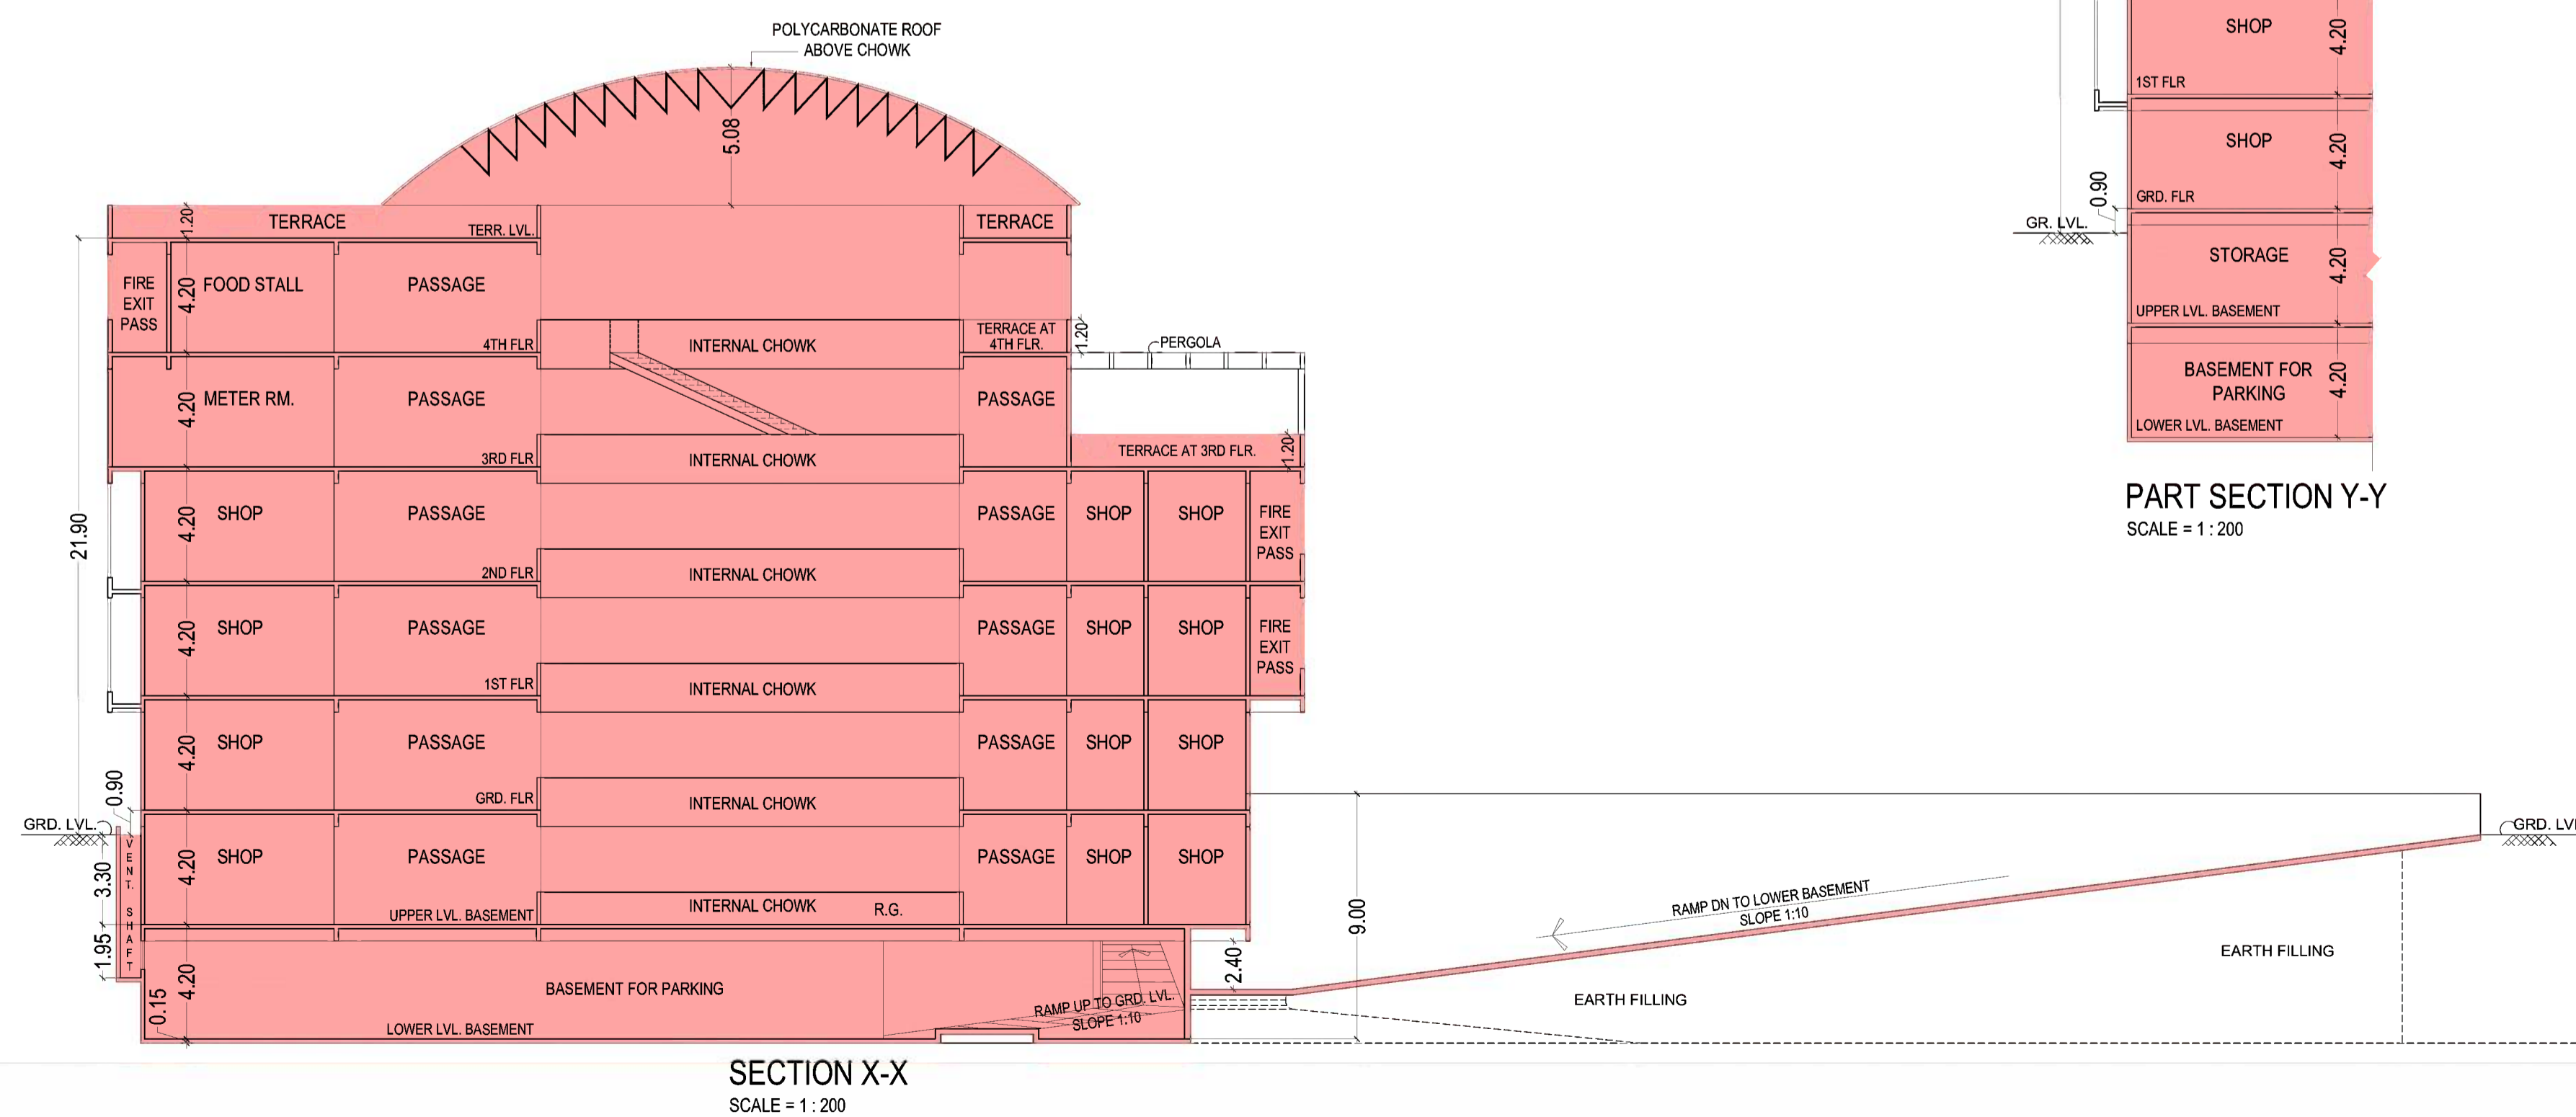 POLYCARBONATE ROOF
ABOVE CHOWK
5.08
TERRACE
1.20
TERR. LVL.
TERRACE
FIRE
EXIT
PASS
4.20
FOOD STALL
PASSAGE
4TH FLR
INTERNAL CHOWK
TERRACE AT
4TH FLR.
1.20
PERGOLA
4.20
METER RM.
PASSAGE
3RD FLR
INTERNAL CHOWK
PASSAGE
TERRACE AT 3RD FLR.
1.20
21.90
4.20
SHOP
PASSAGE
2ND FLR
INTERNAL CHOWK
PASSAGE
SHOP
SHOP
FIRE
EXIT
PASS
4.20
SHOP
PASSAGE
1ST FLR
INTERNAL CHOWK
PASSAGE
SHOP
SHOP
FIRE
EXIT
PASS
4.20
SHOP
PASSAGE
GRD. FLR
INTERNAL CHOWK
PASSAGE
SHOP
SHOP
0.90
GRD. LVL.
3.30
1.95
VENT. SHAFT
4.20
SHOP
PASSAGE
UPPER LVL. BASEMENT
INTERNAL CHOWK
R.G.
PASSAGE
SHOP
SHOP
0.15
4.20
BASEMENT FOR PARKING
LOWER LVL. BASEMENT
RAMP UP TO GRD. LVL.
SLOPE 1:10
2.40
9.00
RAMP DN TO LOWER BASEMENT
SLOPE 1:10
EARTH FILLING
EARTH FILLING
GRD. LVL
SECTION X-X
SCALE = 1 : 200
SHOP
4.20
1ST FLR
SHOP
4.20
GRD. FLR
0.90
GR. LVL.
STORAGE
4.20
UPPER LVL. BASEMENT
BASEMENT FOR
PARKING
4.20
LOWER LVL. BASEMENT
PART SECTION Y-Y
SCALE = 1 : 200